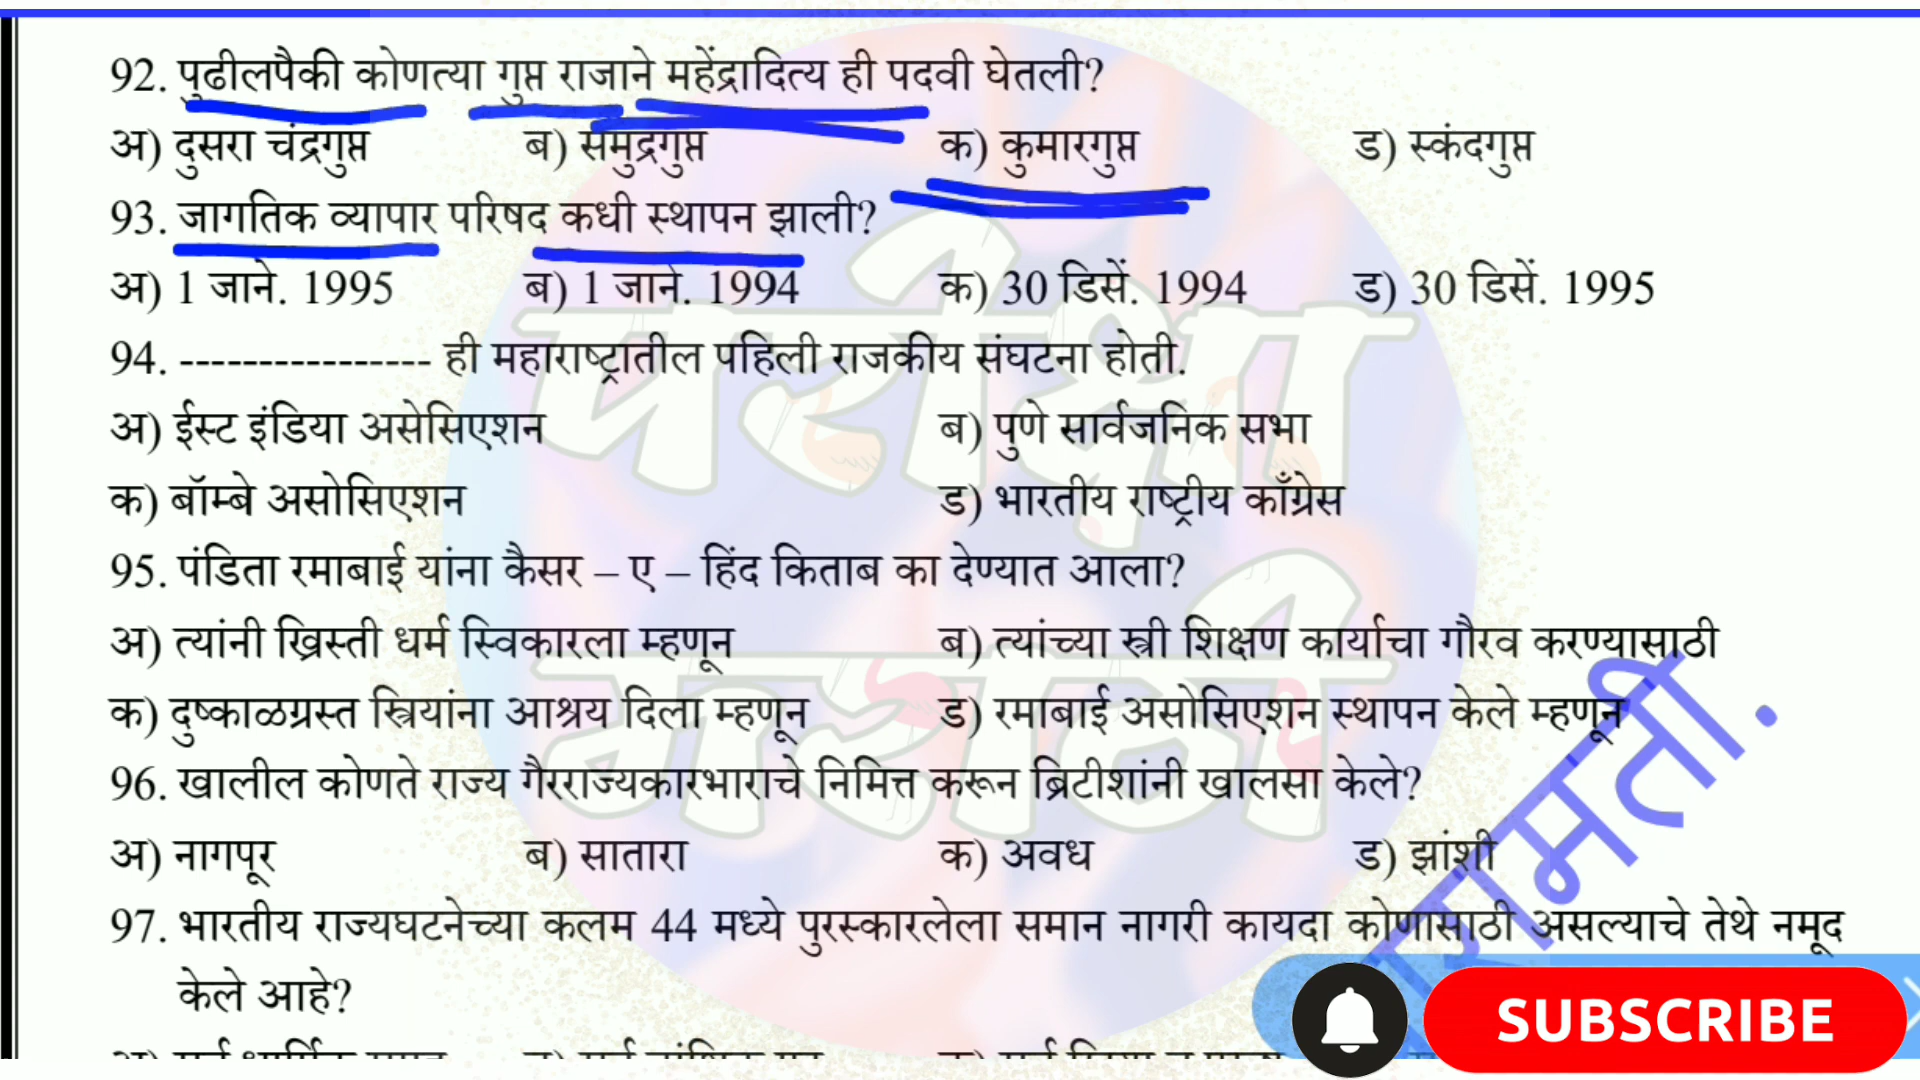 92. पुढीलपैकी कोणत्या गुप्त राजाने महेंद्रादित्य ही पदवी घेतली?
अ) दुसरा चंद्रगुप्त ब) समुद्रगुप्त क) कुमारगुप्त ड) स्कंदगुप्त
93. जागतिक व्यापार परिषद कधी स्थापन झाली?
अ) 1 जाने. 1995 ब) 1 जाने. 1994 क) 30 डिसें. 1994 ड) 30 डिसें. 1995
94. ---------------- ही महाराष्ट्रातील पहिली राजकीय संघटना होती.
अ) ईस्ट इंडिया असेसिएशन ब) पुणे सार्वजनिक सभा
क) बॉम्बे असोसिएशन ड) भारतीय राष्ट्रीय काँग्रेस
95. पंडिता रमाबाई यांना कैसर – ए – हिंद किताब का देण्यात आला?
अ) त्यांनी ख्रिस्ती धर्म स्विकारला म्हणून ब) त्यांच्या स्त्री शिक्षण कार्याचा गौरव करण्यासाठी
क) दुष्काळग्रस्त स्त्रियांना आश्रय दिला म्हणून ड) रमाबाई असोसिएशन स्थापन केले म्हणून
96. खालील कोणते राज्य गैरराज्यकारभाराचे निमित्त करून ब्रिटीशांनी खालसा केले?
अ) नागपूर ब) सातारा क) अवध ड) झांशी
97. भारतीय राज्यघटनेच्या कलम 44 मध्ये पुरस्कारलेला समान नागरी कायदा कोणासाठी असल्याचे तेथे नमूद
केले आहे?
परीक्षा
मराठी
SUBSCRIBE